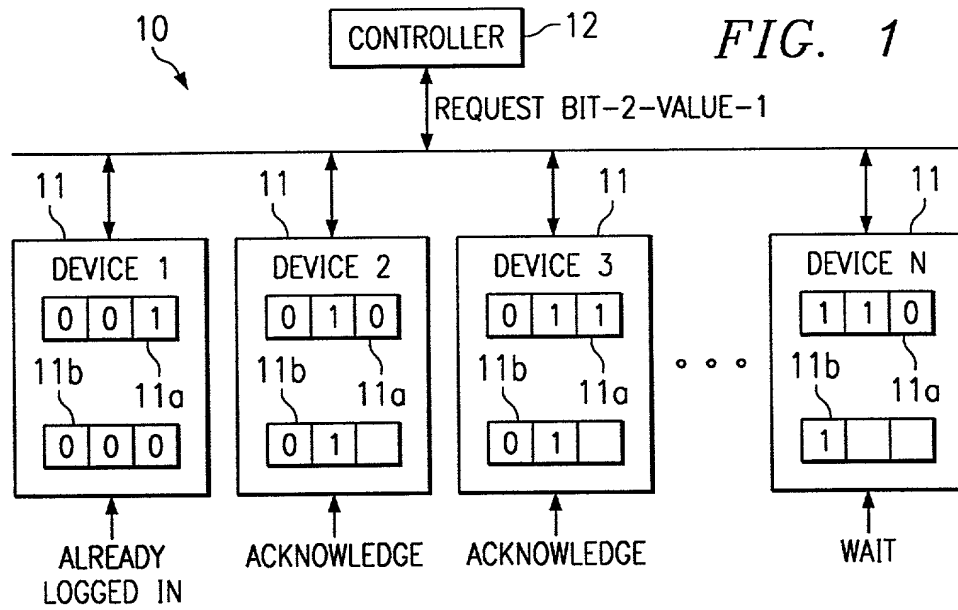 FIG. 1
10
CONTROLLER
12
REQUEST BIT-2-VALUE-1
11
11
11
11
DEVICE 1
DEVICE 2
DEVICE 3
DEVICE N
0 0 1
0 1 0
0 1 1
1 1 0
11b
11a
11b
11a
11b
11a
11b
11a
0 0 0
0 1
0 1
1
ALREADY
LOGGED IN
ACKNOWLEDGE
ACKNOWLEDGE
WAIT